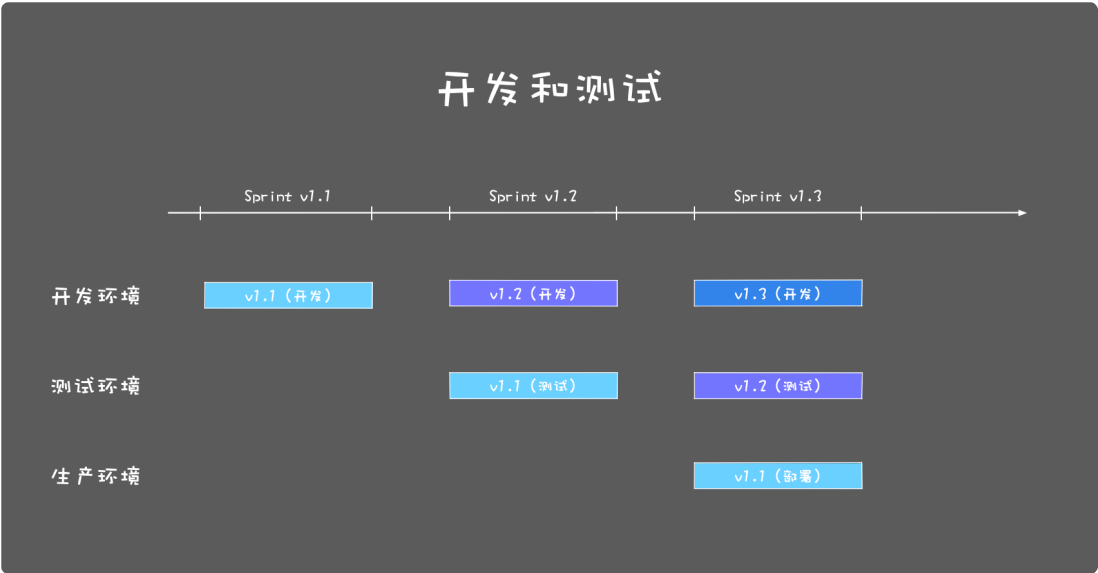 开发和测试
Sprint v1.1
Sprint v1.2
Sprint v1.3
开发环境
v1.1（开发）
v1.2（开发）
v1.3（开发）
测试环境
v1.1（测试）
v1.2（测试）
生产环境
v1.1（部署）